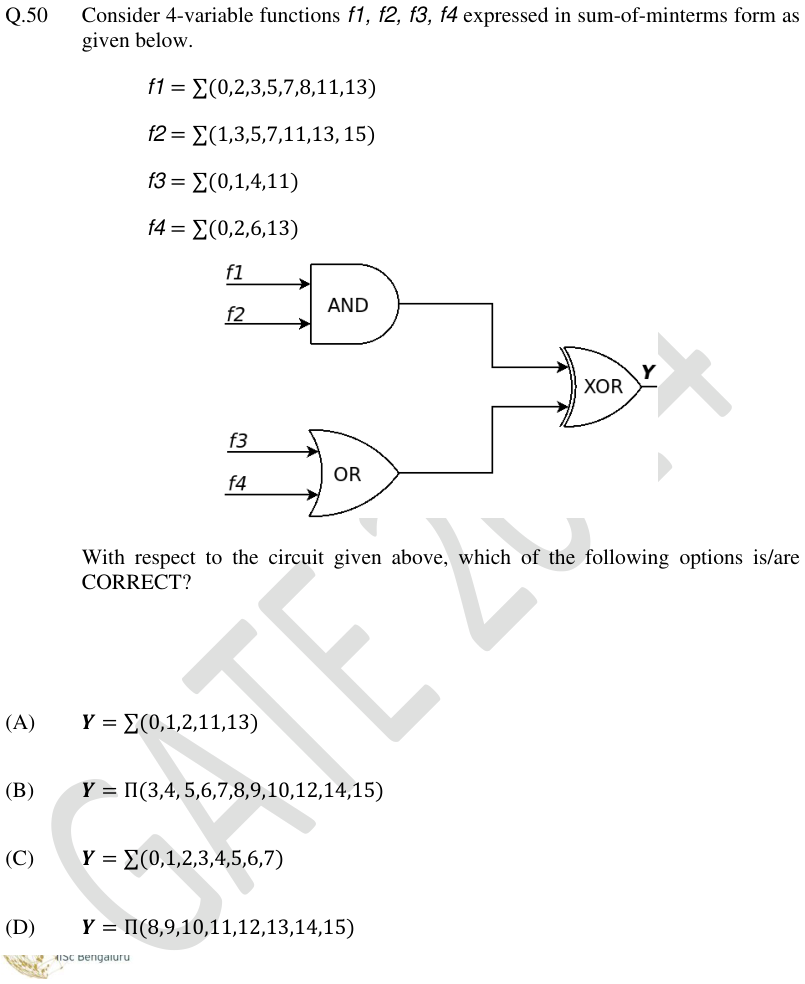 Q.50 Consider 4-variable functions f1, f2, f3, f4 expressed in sum-of-minterms form as
given below.
f1 = ∑(0,2,3,5,7,8,11,13)
f2 = ∑(1,3,5,7,11,13, 15)
f3 = ∑(0,1,4,11)
f4 = ∑(0,2,6,13)
f1
f2
AND
XOR
Y
f3
f4
OR
With respect to the circuit given above, which of the following options is/are
CORRECT?
(A) Y = ∑(0,1,2,11,13)
(B) Y = Π(3,4, 5,6,7,8,9,10,12,14,15)
(C) Y = ∑(0,1,2,3,4,5,6,7)
(D) Y = Π(8,9,10,11,12,13,14,15)
IISc Bengaluru